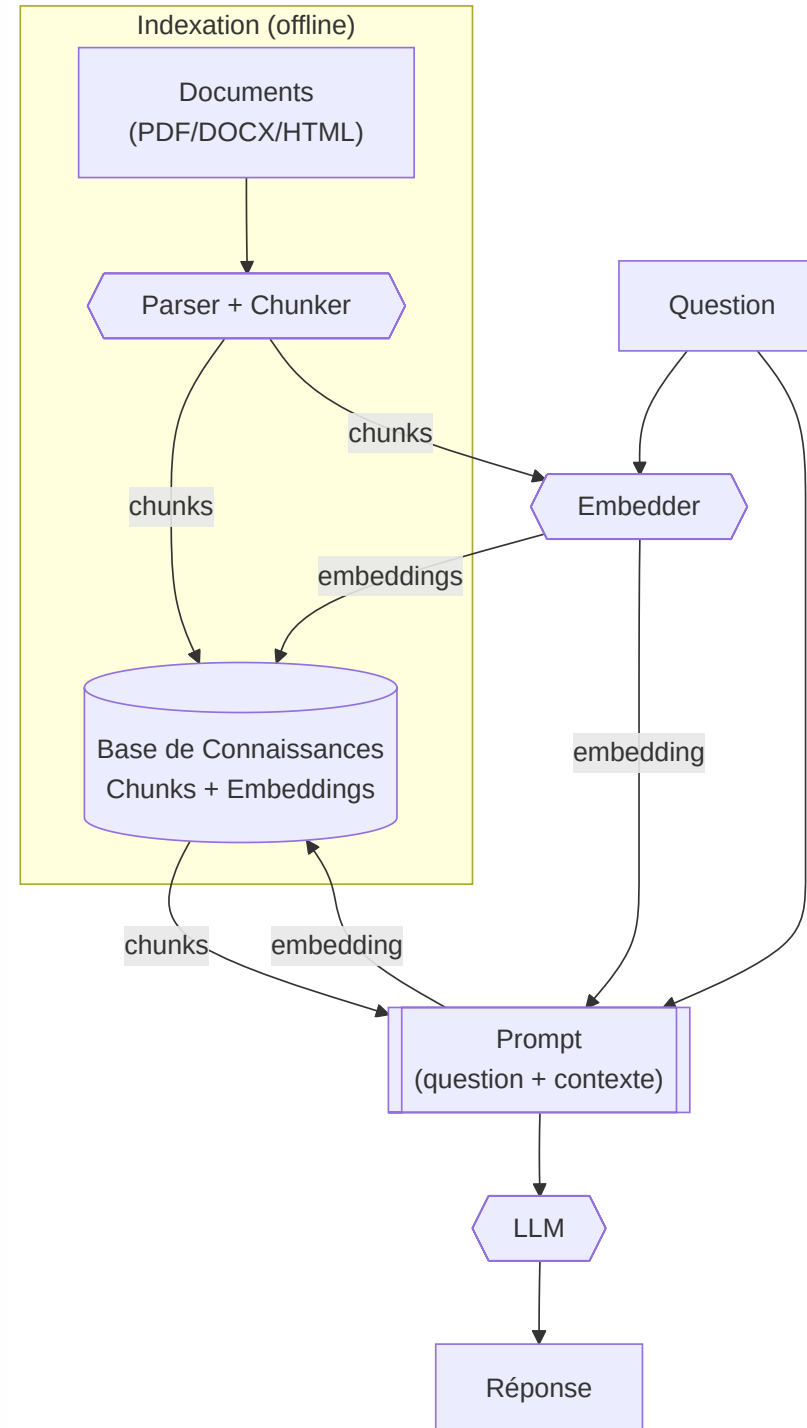 Indexation (offline)
Documents
(PDF/DOCX/HTML)
Parser + Chunker
Question
chunks
chunks
Embedder
embeddings
Base de Connaissances
Chunks + Embeddings
embedding
chunks
embedding
Prompt
(question + contexte)
LLM
Réponse